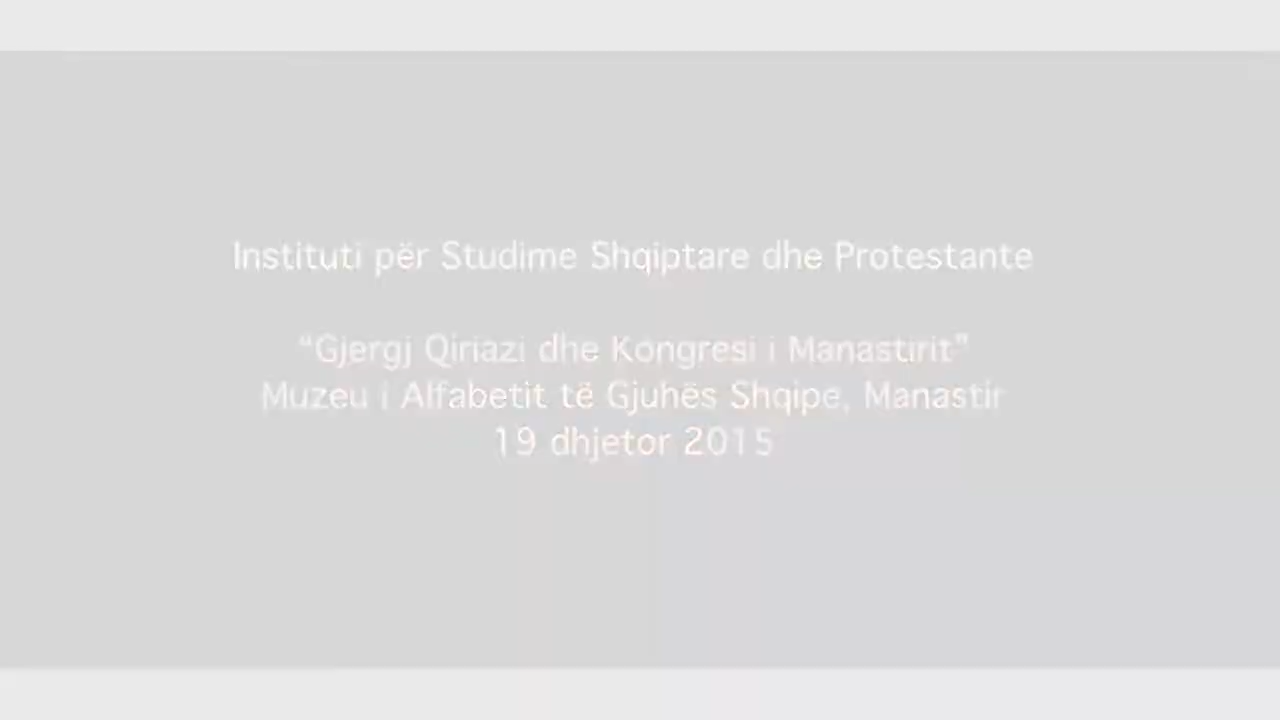 Instituti për Studime Shqiptare dhe Protestante
“Gjergj Qiriazi dhe Kongresi i Manastirit”
Muzeu i Alfabetit të Gjuhës Shqipe, Manastir
19 dhjetor 2015